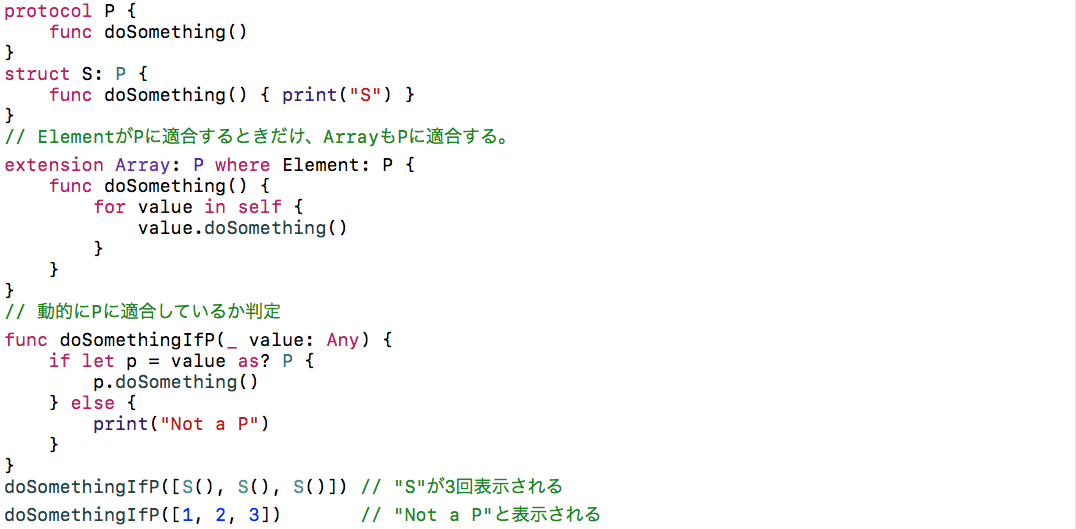 protocol P {
    func doSomething()
}
struct S: P {
    func doSomething() { print("S") }
}
// ElementがPに適合するときだけ、ArrayもPに適合する。
extension Array: P where Element: P {
    func doSomething() {
        for value in self {
            value.doSomething()
        }
    }
}
// 動的にPに適合しているか判定
func doSomethingIfP(_ value: Any) {
    if let p = value as? P {
        p.doSomething()
    } else {
        print("Not a P")
    }
}
doSomethingIfP([S(), S(), S()]) // "S"が3回表示される
doSomethingIfP([1, 2, 3])       // "Not a P"と表示される